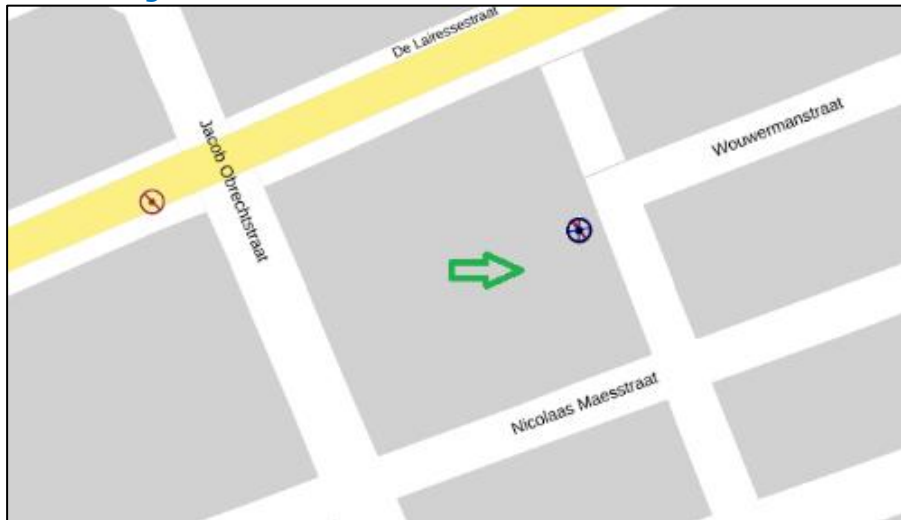 De Lairessestraat
Jacob Obrechtstraat
Wouwermanstraat
Nicolaas Maesstraat